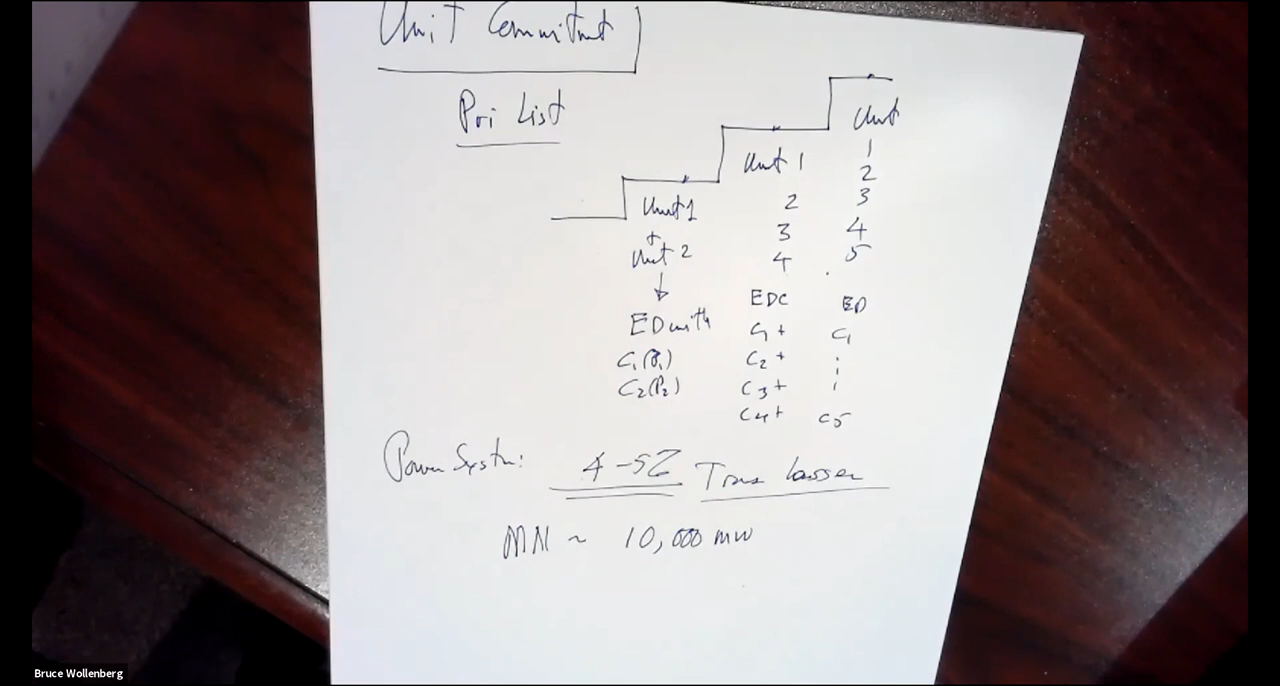 Unit Commitment
Pri List
Unit 1
+
Unit 2
↓
ED with
C1(P1)
C2(P2)
Unit 1
2
3
4
EDC
C1 +
C2 +
C3 +
C4 +
Unit
1
2
3
4
5
ED
C1
C5
Power System: 4-5% Trans losses
MN ~ 10,000 MW
Bruce Wollenberg